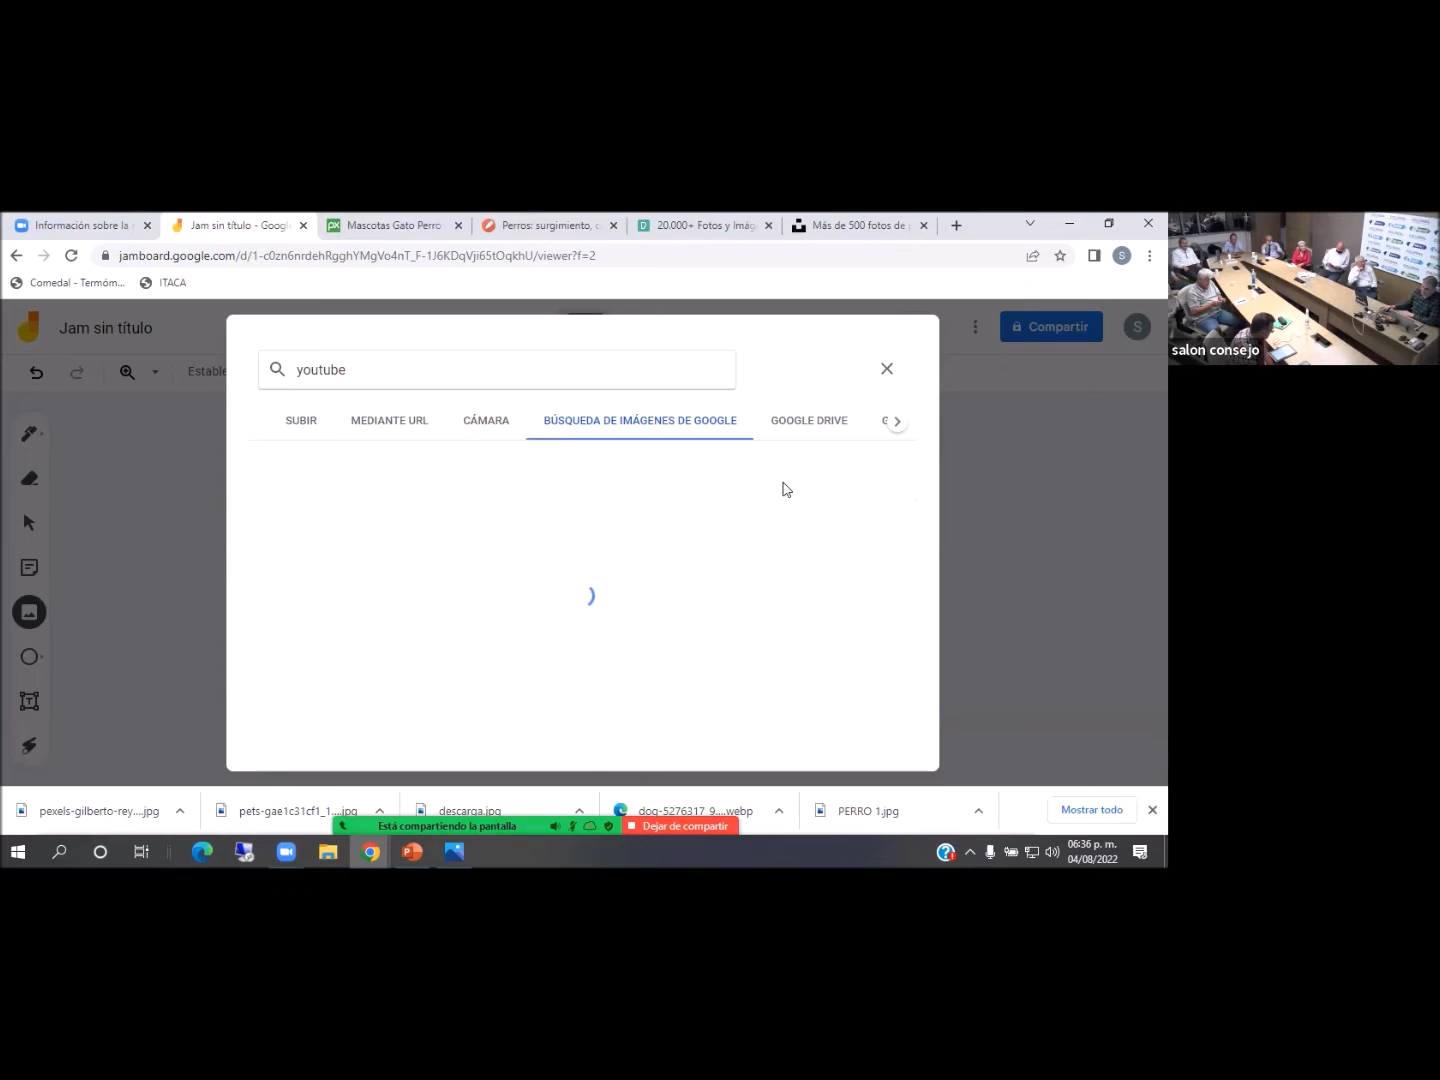 Información sobre la
Jam sin título - Googl
Mascotas Gato Perro
Perros: surgimiento, c
20.000+ Fotos y Imág
Más de 500 fotos de
jamboard.google.com/d/1-c0zn6nrdehRgghYMgVo4nT_F-1J6KDqVji65tOqkhU/viewer?f=2
S
Comedal - Termóm...
ITACA
Jam sin título
Compartir
S
Estable
youtube
SUBIR
MEDIANTE URL
CÁMARA
BÚSQUEDA DE IMÁGENES DE GOOGLE
GOOGLE DRIVE
salon consejo
pexels-gilberto-rey....jpg
pets-gae1c31cf1_1....jpg
descarga.jpg
dog-5276317_9....webp
PERRO 1.jpg
Mostrar todo
Está compartiendo la pantalla
Dejar de compartir
06:36 p. m.
04/08/2022